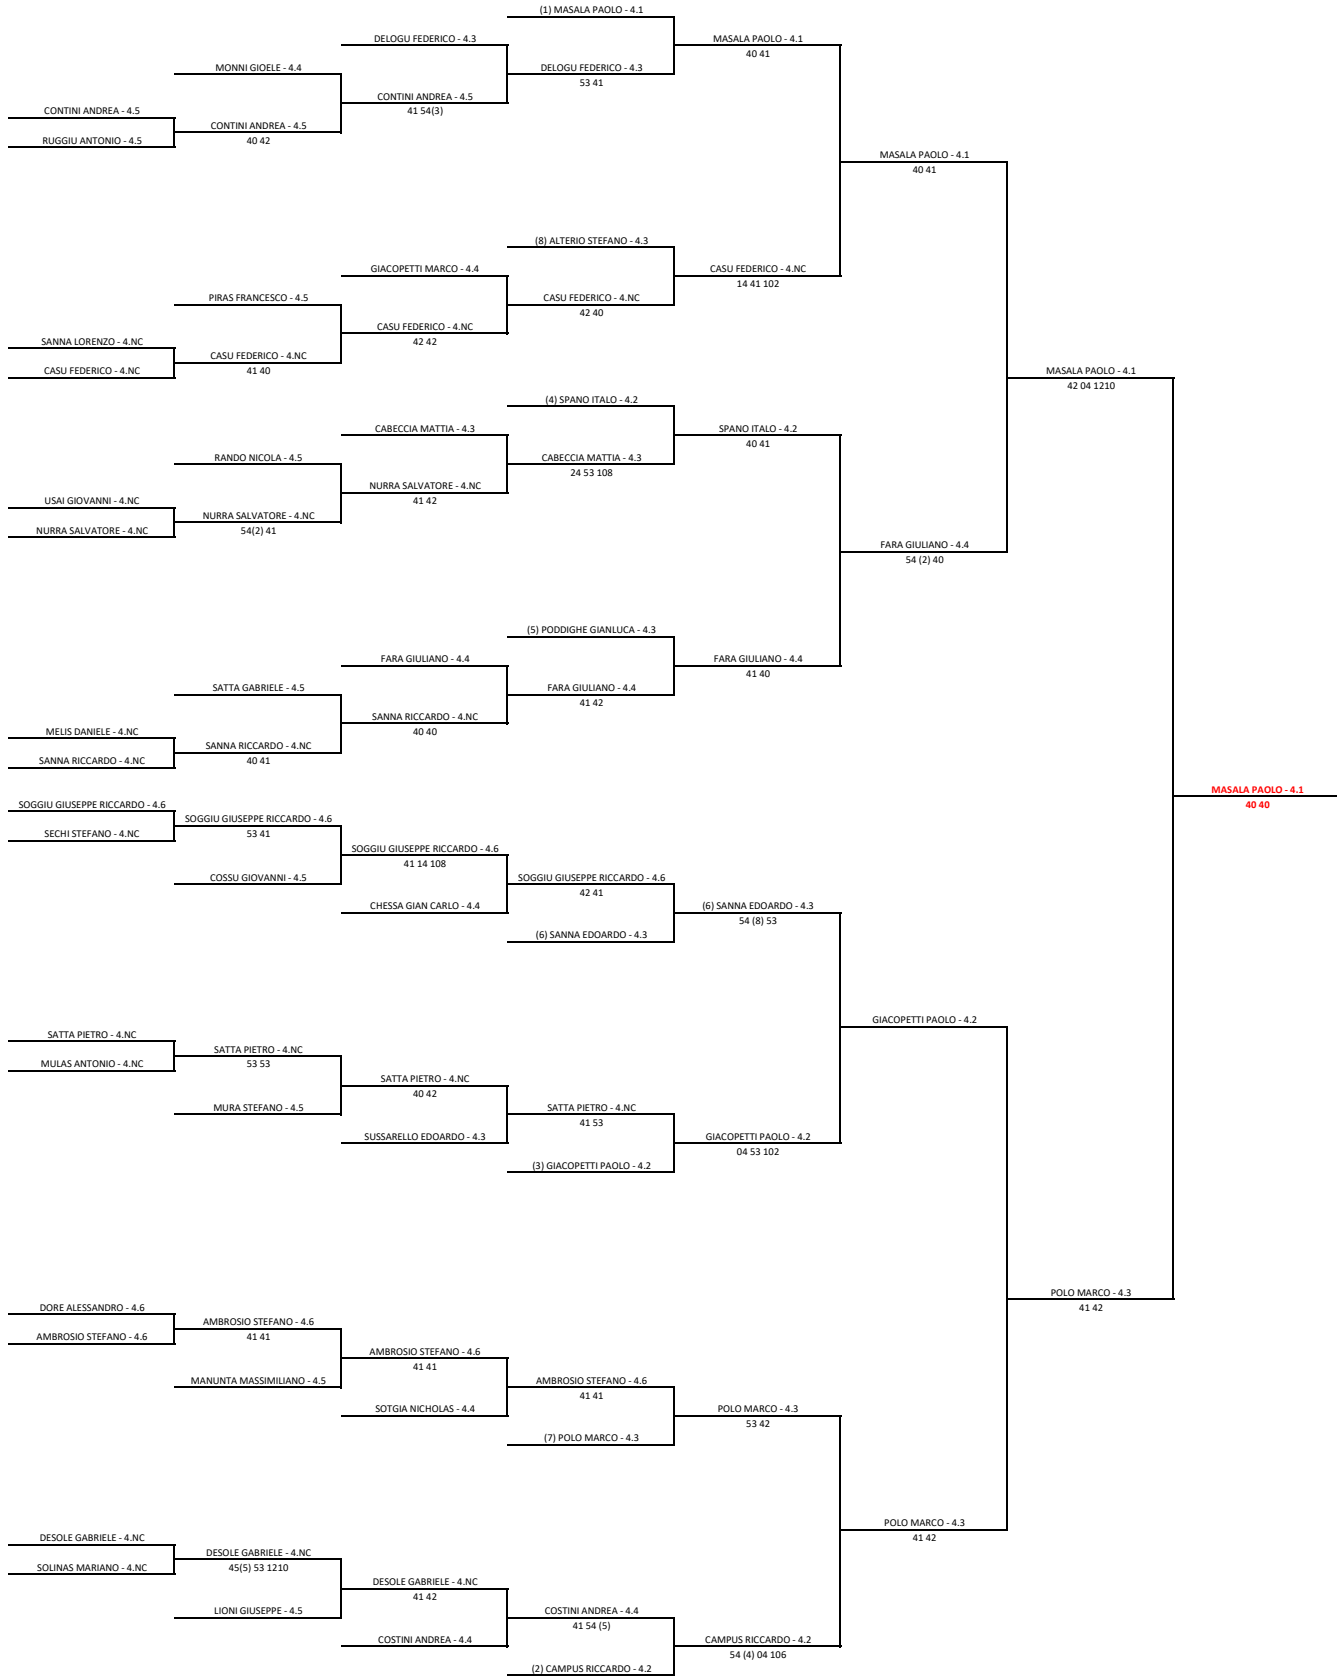 (1) MASALA PAOLO - 4.1
DELOGU FEDERICO - 4.3
MASALA PAOLO - 4.1
40 41
MONNI GIOELE - 4.4
DELOGU FEDERICO - 4.3
53 41
CONTINI ANDREA - 4.5
41 54(3)
CONTINI ANDREA - 4.5
CONTINI ANDREA - 4.5
40 42
RUGGIU ANTONIO - 4.5
MASALA PAOLO - 4.1
40 41
(8) ALTERIO STEFANO - 4.3
GIACOPETTI MARCO - 4.4
CASU FEDERICO - 4.NC
14 41 102
PIRAS FRANCESCO - 4.5
CASU FEDERICO - 4.NC
42 40
CASU FEDERICO - 4.NC
42 42
SANNA LORENZO - 4.NC
CASU FEDERICO - 4.NC
41 40
CASU FEDERICO - 4.NC
MASALA PAOLO - 4.1
42 04 1210
(4) SPANO ITALO - 4.2
CABECCIA MATTIA - 4.3
SPANO ITALO - 4.2
40 41
RANDO NICOLA - 4.5
CABECCIA MATTIA - 4.3
24 53 108
NURRA SALVATORE - 4.NC
41 42
USAI GIOVANNI - 4.NC
NURRA SALVATORE - 4.NC
54(2) 41
NURRA SALVATORE - 4.NC
FARA GIULIANO - 4.4
54 (2) 40
(5) PODDIGHE GIANLUCA - 4.3
FARA GIULIANO - 4.4
FARA GIULIANO - 4.4
41 40
SATTA GABRIELE - 4.5
FARA GIULIANO - 4.4
41 42
SANNA RICCARDO - 4.NC
40 40
MELIS DANIELE - 4.NC
SANNA RICCARDO - 4.NC
40 41
SANNA RICCARDO - 4.NC
MASALA PAOLO - 4.1
40 40
SOGGIU GIUSEPPE RICCARDO - 4.6
SOGGIU GIUSEPPE RICCARDO - 4.6
53 41
SECHI STEFANO - 4.NC
SOGGIU GIUSEPPE RICCARDO - 4.6
41 14 108
COSSU GIOVANNI - 4.5
SOGGIU GIUSEPPE RICCARDO - 4.6
42 41
CHESSA GIAN CARLO - 4.4
(6) SANNA EDOARDO - 4.3
54 (8) 53
(6) SANNA EDOARDO - 4.3
GIACOPETTI PAOLO - 4.2
SATTA PIETRO - 4.NC
SATTA PIETRO - 4.NC
53 53
MULAS ANTONIO - 4.NC
SATTA PIETRO - 4.NC
40 42
MURA STEFANO - 4.5
SATTA PIETRO - 4.NC
41 53
SUSSARELLO EDOARDO - 4.3
GIACOPETTI PAOLO - 4.2
04 53 102
(3) GIACOPETTI PAOLO - 4.2
POLO MARCO - 4.3
41 42
DORE ALESSANDRO - 4.6
AMBROSIO STEFANO - 4.6
41 41
AMBROSIO STEFANO - 4.6
AMBROSIO STEFANO - 4.6
41 41
MANUNTA MASSIMILIANO - 4.5
AMBROSIO STEFANO - 4.6
41 41
SOTGIA NICHOLAS - 4.4
POLO MARCO - 4.3
53 42
(7) POLO MARCO - 4.3
POLO MARCO - 4.3
41 42
DESOLE GABRIELE - 4.NC
DESOLE GABRIELE - 4.NC
45(5) 53 1210
SOLINAS MARIANO - 4.NC
DESOLE GABRIELE - 4.NC
41 42
LIONI GIUSEPPE - 4.5
COSTINI ANDREA - 4.4
41 54 (5)
COSTINI ANDREA - 4.4
CAMPUS RICCARDO - 4.2
54 (4) 04 106
(2) CAMPUS RICCARDO - 4.2